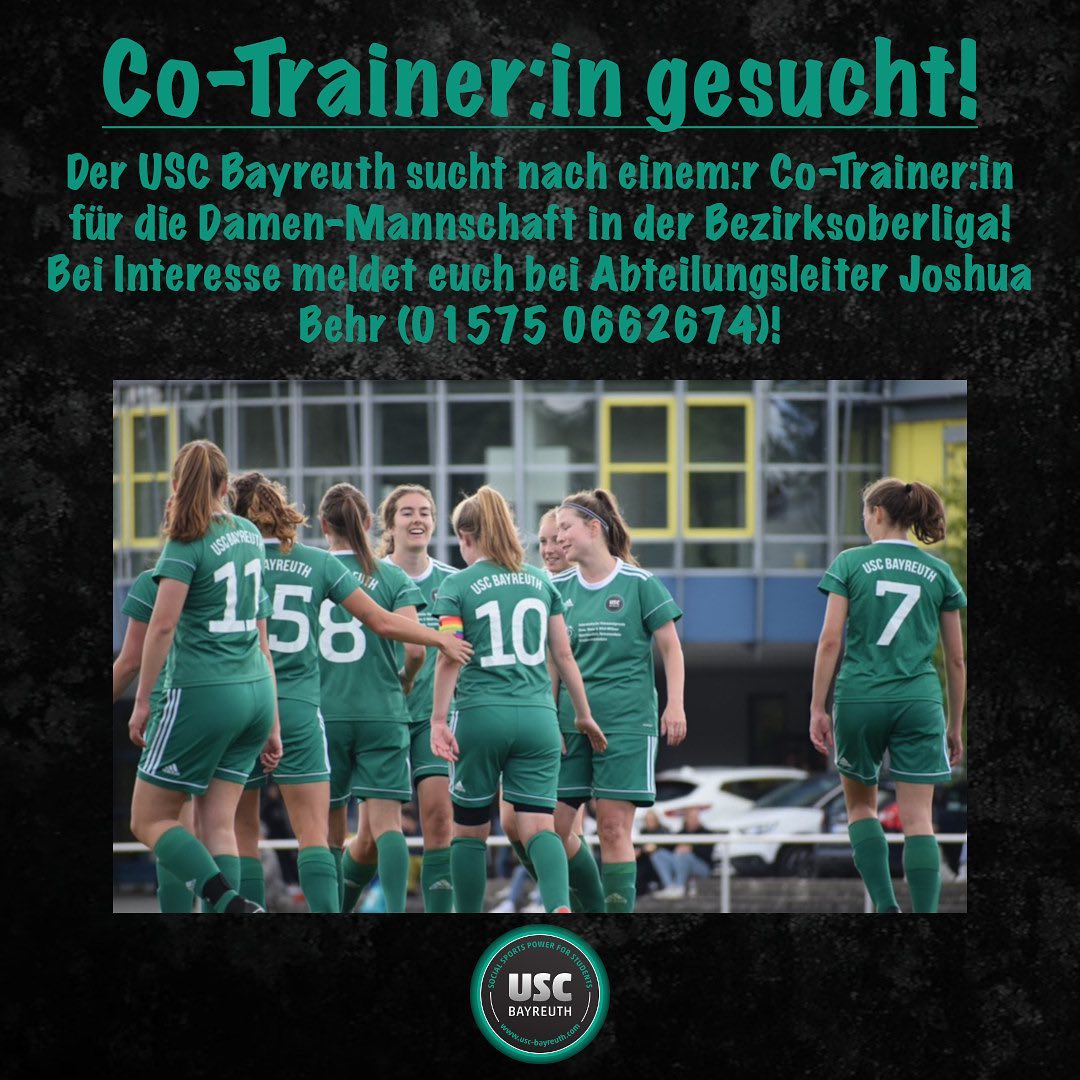 Co-Trainer:in gesucht!
Der USC Bayreuth sucht nach einem:r Co-Trainer:in
für die Damen-Mannschaft in der Bezirksoberliga!
Bei Interesse meldet euch bei Abteilungsleiter Joshua
Behr (01575 0662674)!
USC BAYREUTH
11
BAYREUTH
58
USC BAYREUTH
10
USC
USC BAYREUTH
7
SOCIAL SPORTS POWER FOR STUDENTS
USC
BAYREUTH
www.usc-bayreuth.com